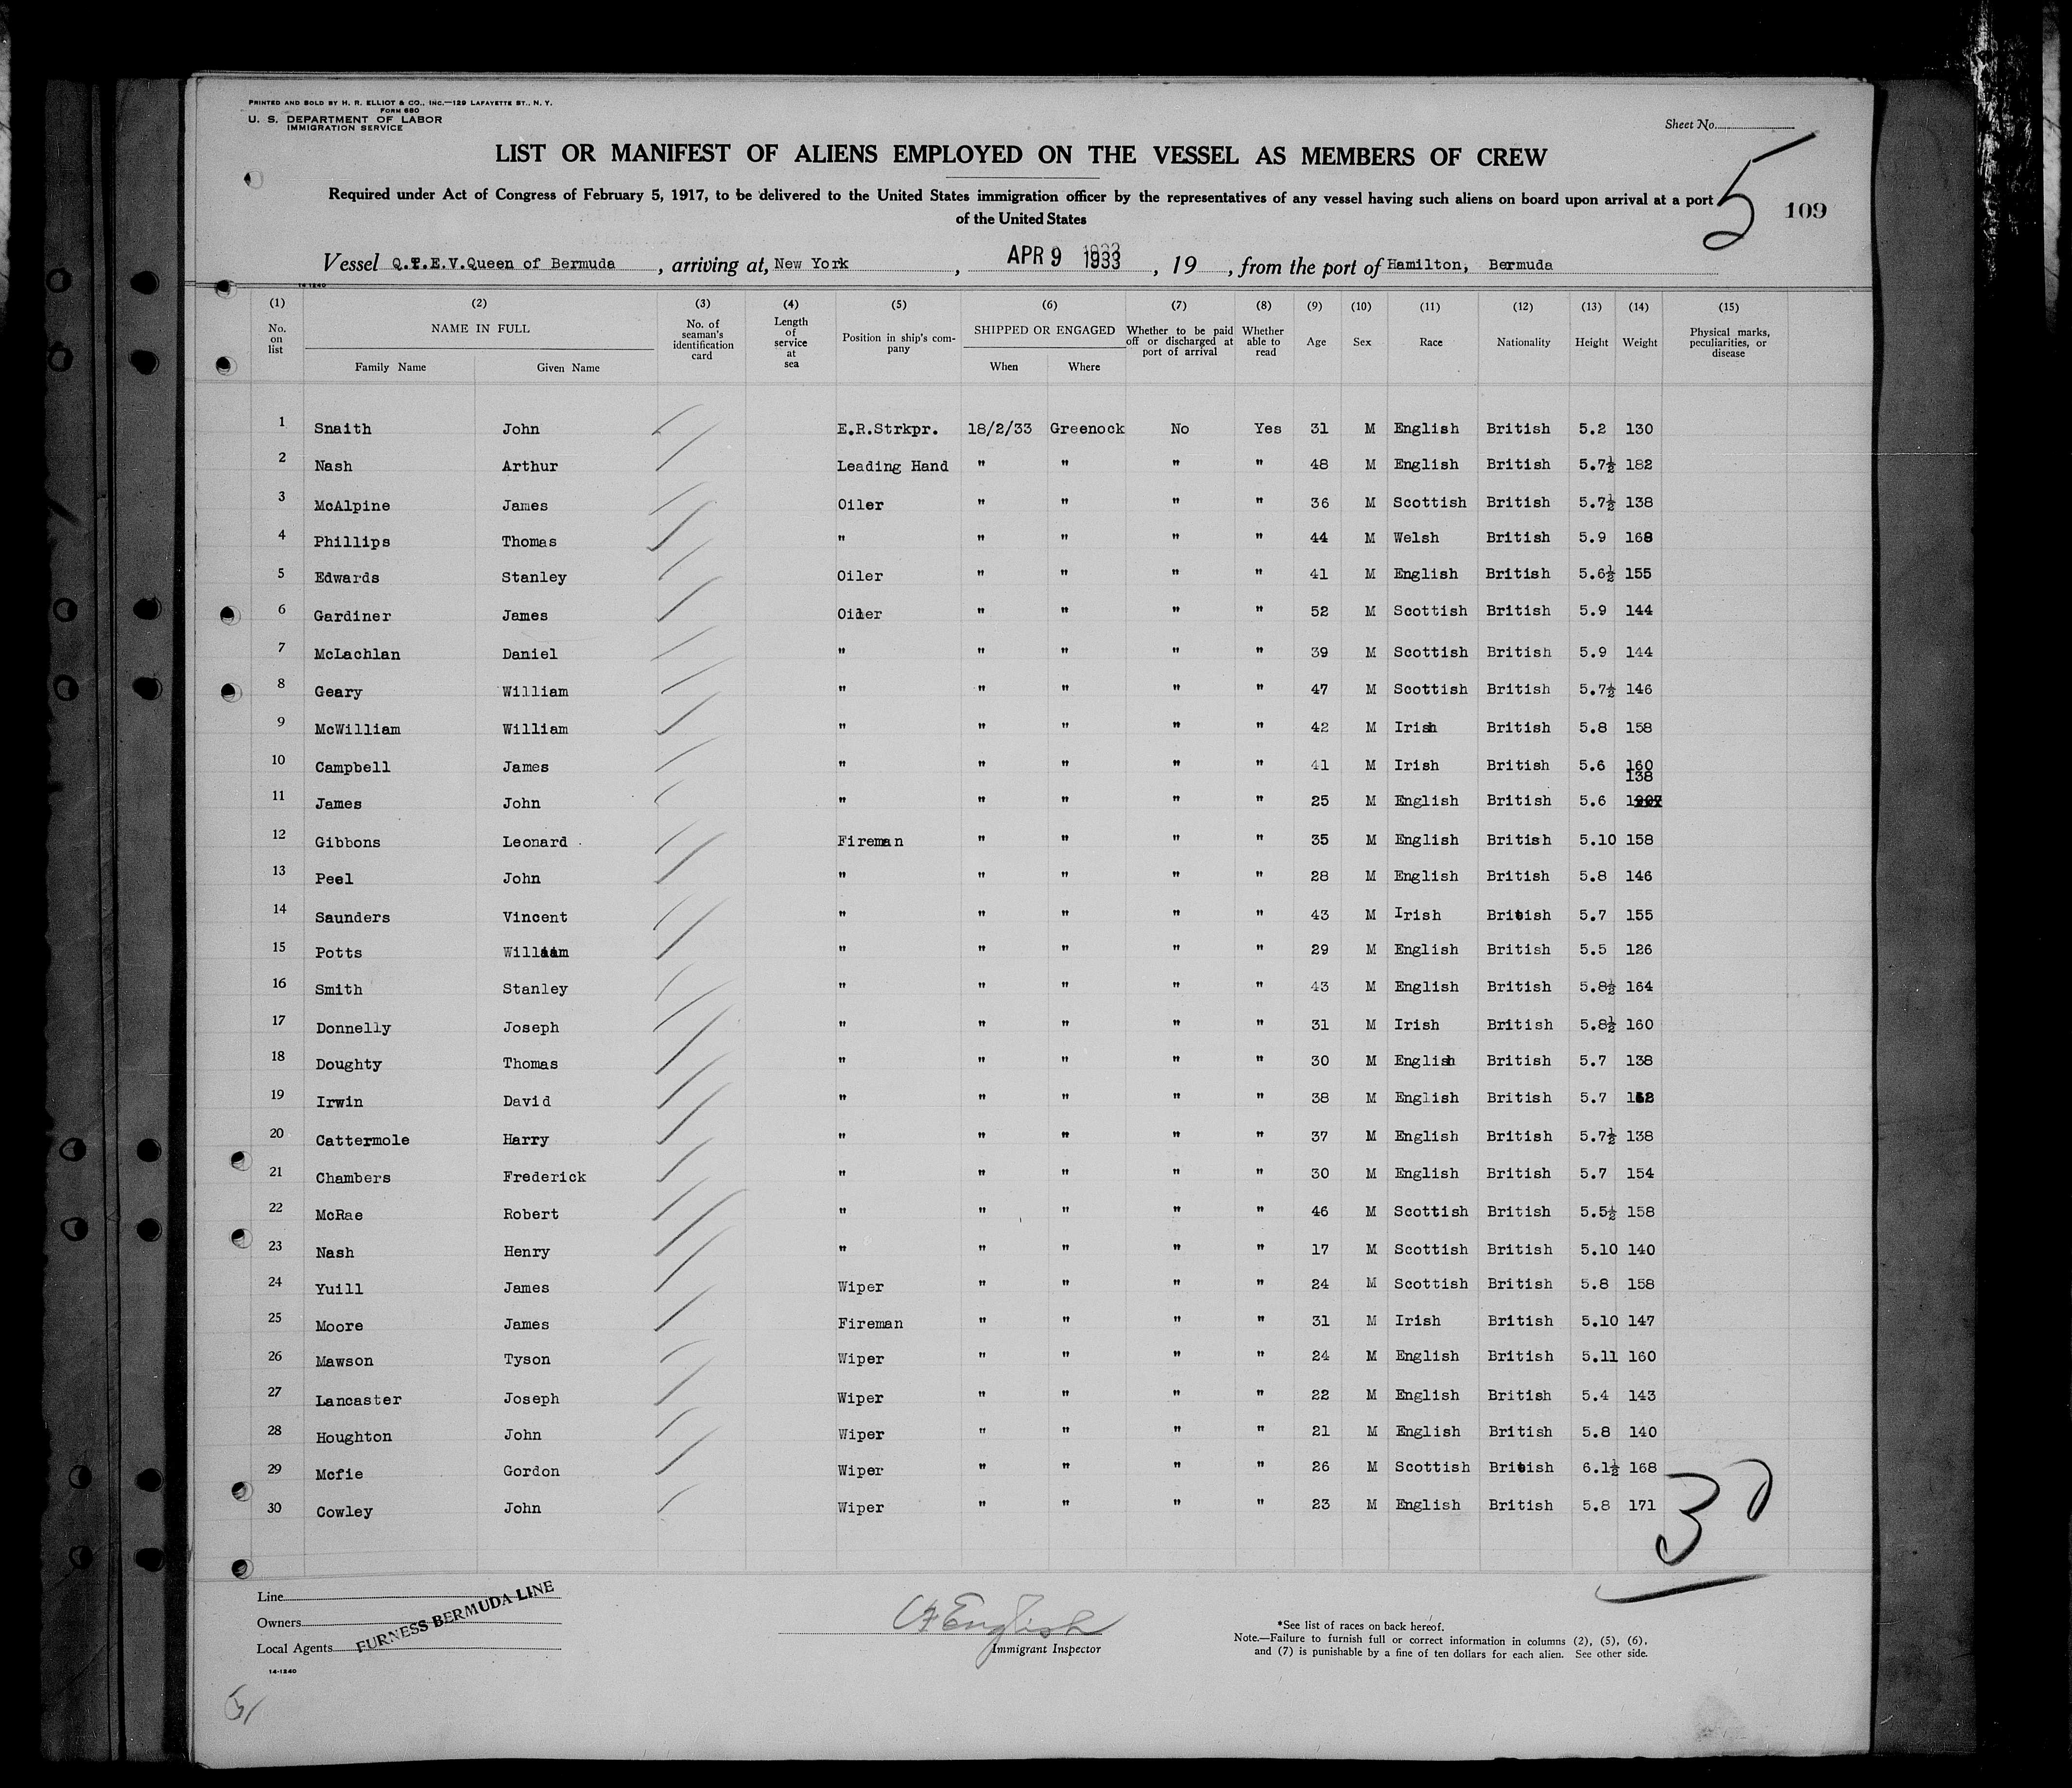 PRINTED AND SOLD BY H. R. ELLIOT & CO., INC.—129 LAFAYETTE ST., N. Y.
FORM 680
U. S. DEPARTMENT OF LABOR
IMMIGRATION SERVICE
Sheet No.
5
109
LIST OR MANIFEST OF ALIENS EMPLOYED ON THE VESSEL AS MEMBERS OF CREW
Required under Act of Congress of February 5, 1917, to be delivered to the United States immigration officer by the representatives of any vessel having such aliens on board upon arrival at a port
of the United States
Vessel Q.T.E.V.Queen of Bermuda, arriving at, New York, APR 9 1933, 19, from the port of Hamilton, Bermuda
14-1240
(1) (2) (3) (4) (5) (6) (7) (8) (9) (10) (11) (12) (13) (14) (15)
No. on list NAME IN FULL Family Name Given Name No. of seaman's identification card Length of service at sea Position in ship's company SHIPPED OR ENGAGED When Where Whether to be paid off or discharged at port of arrival Whether able to read Age Sex Race Nationality Height Weight Physical marks, peculiarities, or disease
1 Snaith John E.R.Strkpr. 18/2/33 Greenock No Yes 31 M English British 5.2 130
2 Nash Arthur Leading Hand " " " " 48 M English British 5.7½ 182
3 McAlpine James Oiler " " " " 36 M Scottish British 5.7½ 138
4 Phillips Thomas " " " " " 44 M Welsh British 5.9 168
5 Edwards Stanley Oiler " " " " 41 M English British 5.6½ 155
6 Gardiner James Oiler " " " " 52 M Scottish British 5.9 144
7 McLachlan Daniel " " " " " 39 M Scottish British 5.9 144
8 Geary William " " " " " 47 M Scottish British 5.7½ 146
9 McWilliam William " " " " " 42 M Irish British 5.8 158
10 Campbell James " " " " " 41 M Irish British 5.6 160
138
11 James John " " " " " 25 M English British 5.6
12 Gibbons Leonard Fireman " " " " 35 M English British 5.10 158
13 Peel John " " " " " 28 M English British 5.8 146
14 Saunders Vincent " " " " " 43 M Irish British 5.7 155
15 Potts William " " " " " 29 M English British 5.5 126
16 Smith Stanley " " " " " 43 M English British 5.8½ 164
17 Donnelly Joseph " " " " " 31 M Irish British 5.8½ 160
18 Doughty Thomas " " " " " 30 M English British 5.7 138
19 Irwin David " " " " " 38 M English British 5.7
20 Cattermole Harry " " " " " 37 M English British 5.7½ 138
21 Chambers Frederick " " " " " 30 M English British 5.7 154
22 McRae Robert " " " " " 46 M Scottish British 5.5½ 158
23 Nash Henry " " " " " 17 M Scottish British 5.10 140
24 Yuill James Wiper " " " " 24 M Scottish British 5.8 158
25 Moore James Fireman " " " " 31 M Irish British 5.10 147
26 Mawson Tyson Wiper " " " " 24 M English British 5.11 160
27 Lancaster Joseph Wiper " " " " 22 M English British 5.4 143
28 Houghton John Wiper " " " " 21 M English British 5.8 140
29 Mcfie Gordon Wiper " " " " 26 M Scottish British 6.1½ 168
30 Cowley John Wiper " " " " 23 M English British 5.8 171
30
Line
Owners
Local Agents
FURNESS BERMUDA LINE
14-1240
English
Immigrant Inspector
*See list of races on back hereof.
Note.—Failure to furnish full or correct information in columns (2), (5), (6),
and (7) is punishable by a fine of ten dollars for each alien. See other side.